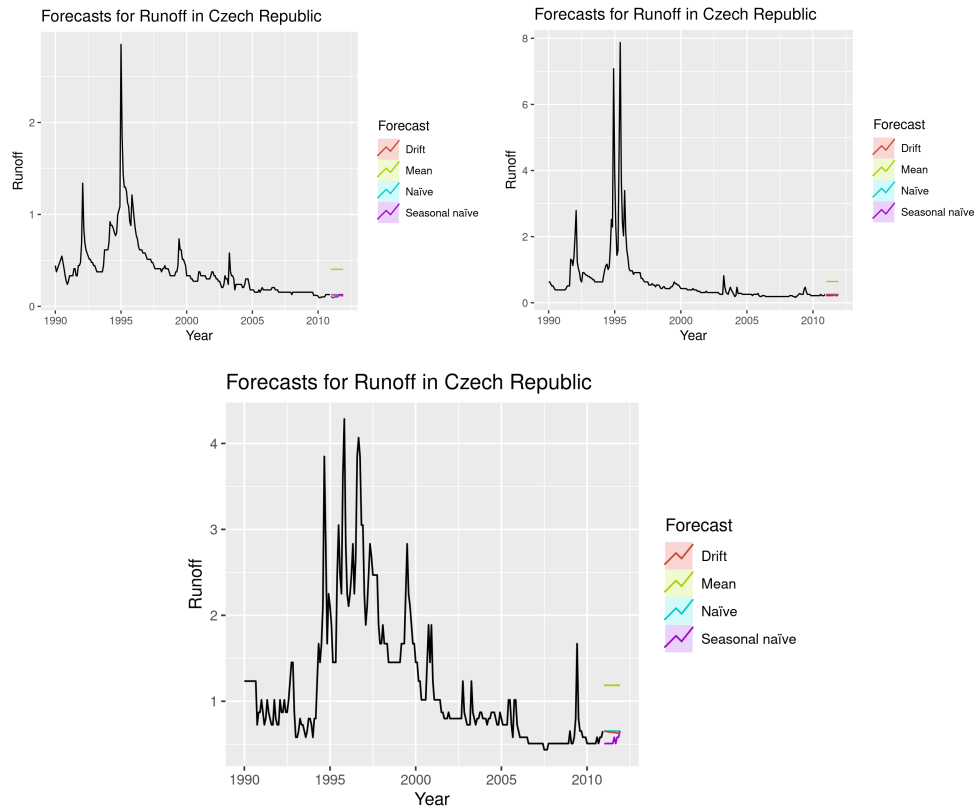 Forecasts for Runoff in Czech Republic
2
1
0
Runoff
1990 1995 2000 2005 2010
Year
Forecast
Drift
Mean
Naïve
Seasonal naïve
Forecasts for Runoff in Czech Republic
8
6
4
2
0
Runoff
1990 1995 2000 2005 2010
Year
Forecast
Drift
Mean
Naïve
Seasonal naïve
Forecasts for Runoff in Czech Republic
4
3
2
1
Runoff
1990 1995 2000 2005 2010
Year
Forecast
Drift
Mean
Naïve
Seasonal naïve